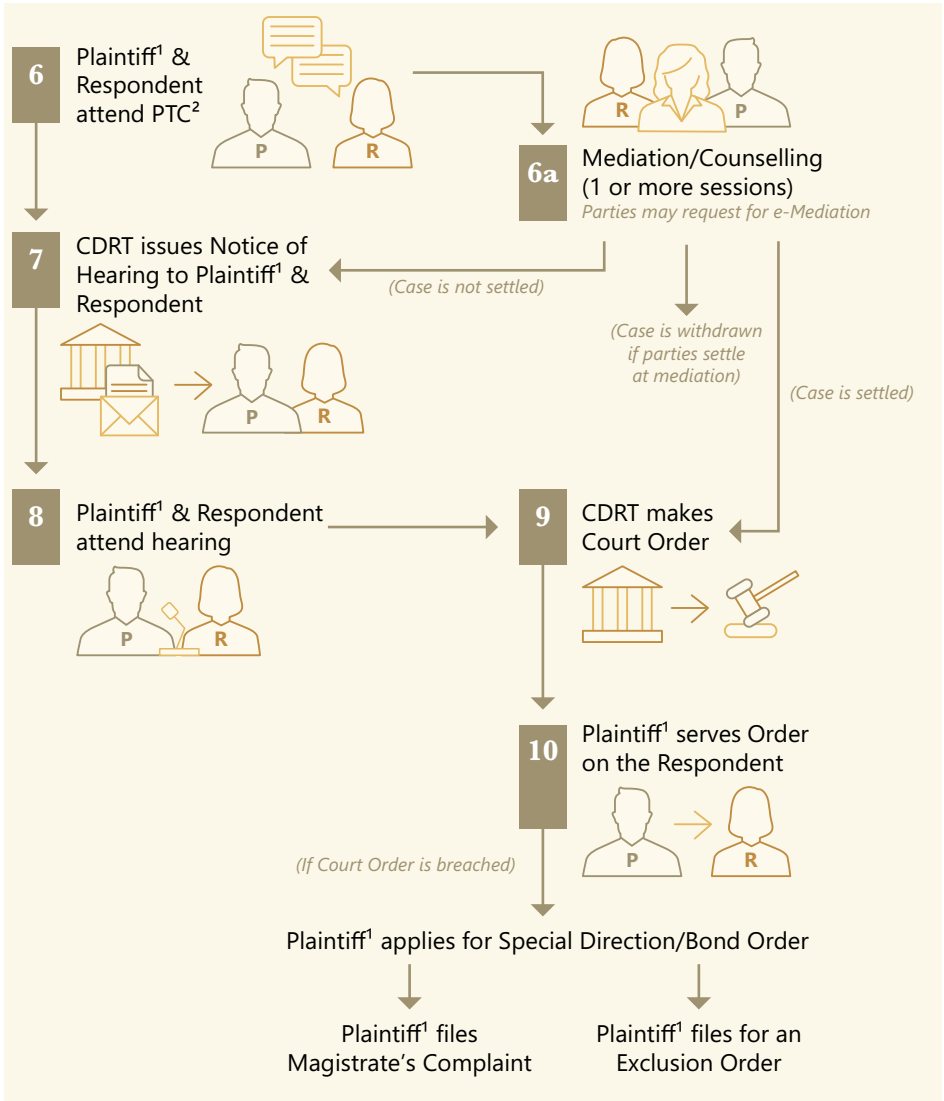 6
Plaintiff¹ &
Respondent
attend PTC²
P
R
R
P
6a
Mediation/Counselling
(1 or more sessions)
Parties may request for e-Mediation
7
CDRT issues Notice of
Hearing to Plaintiff¹ &
Respondent
(Case is not settled)
(Case is withdrawn
if parties settle
at mediation)
(Case is settled)
P
R
8
Plaintiff¹ & Respondent
attend hearing
P
R
9
CDRT makes
Court Order
10
Plaintiff¹ serves Order
on the Respondent
P
R
(If Court Order is breached)
Plaintiff¹ applies for Special Direction/Bond Order
Plaintiff¹ files
Magistrate's Complaint
Plaintiff¹ files for an
Exclusion Order